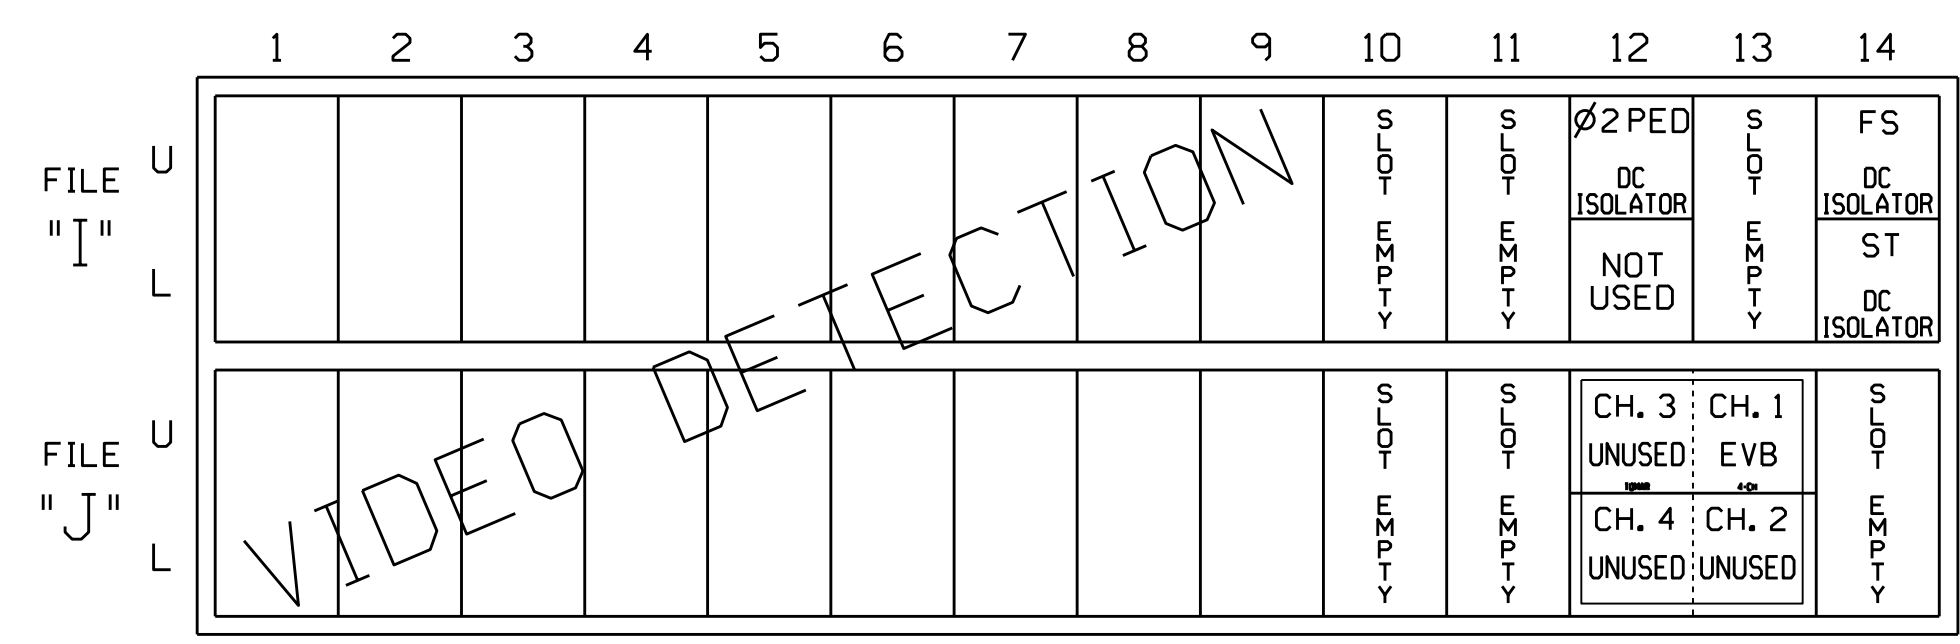 1 2 3 4 5 6 7 8 9 10 11 12 13 14
FILE "I"
U
L
SLOT EMPTY
SLOT EMPTY
Ø2 PED
DC
ISOLATOR
NOT
USED
SLOT EMPTY
FS
DC
ISOLATOR
ST
DC
ISOLATOR
VIDEO DETECTION
FILE "J"
U
L
SLOT EMPTY
SLOT EMPTY
CH. 3
UNUSED
CH. 4
UNUSED
CH. 1
EVB
4-CH
CH. 2
UNUSED
SLOT EMPTY